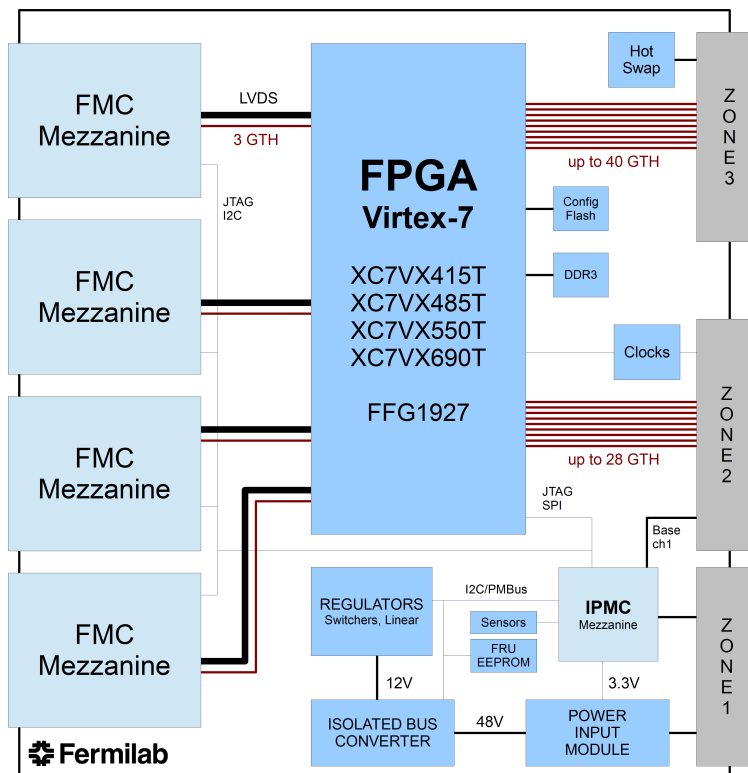 FMC
Mezzanine
LVDS
3 GTH
JTAG
I2C
FMC
Mezzanine
FMC
Mezzanine
FMC
Mezzanine
FPGA
Virtex-7
XC7VX415T
XC7VX485T
XC7VX550T
XC7VX690T
FFG1927
Hot
Swap
ZONE3
up to 40 GTH
Config
Flash
DDR3
Clocks
ZONE2
up to 28 GTH
JTAG
SPI
Base
ch1
REGULATORS
Switchers, Linear
I2C/PMBus
Sensors
FRU
EEPROM
IPMC
Mezzanine
ZONE1
12V
3.3V
ISOLATED BUS
CONVERTER
48V
POWER
INPUT
MODULE
Fermilab